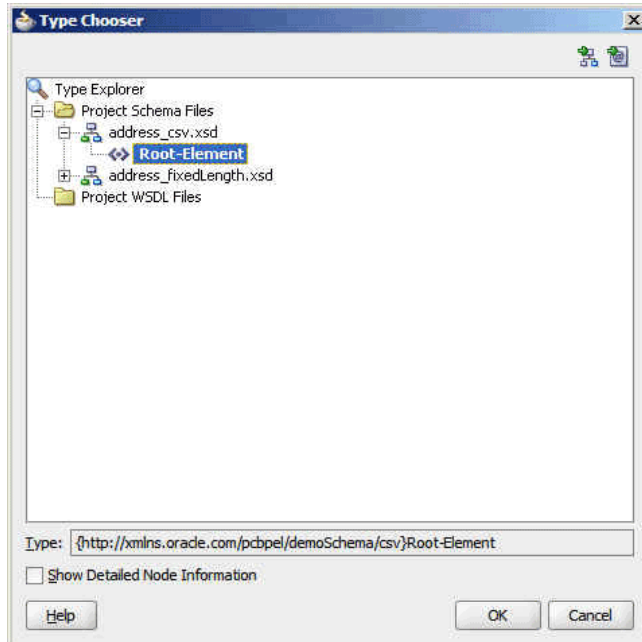 Type Chooser
Type Explorer
Project Schema Files
address_csv.xsd
Root-Element
address_fixedLength.xsd
Project WSDL Files
Type: {http://xmlns.oracle.com/pcbpel/demoSchema/csv}Root-Element
Show Detailed Node Information
Help OK Cancel